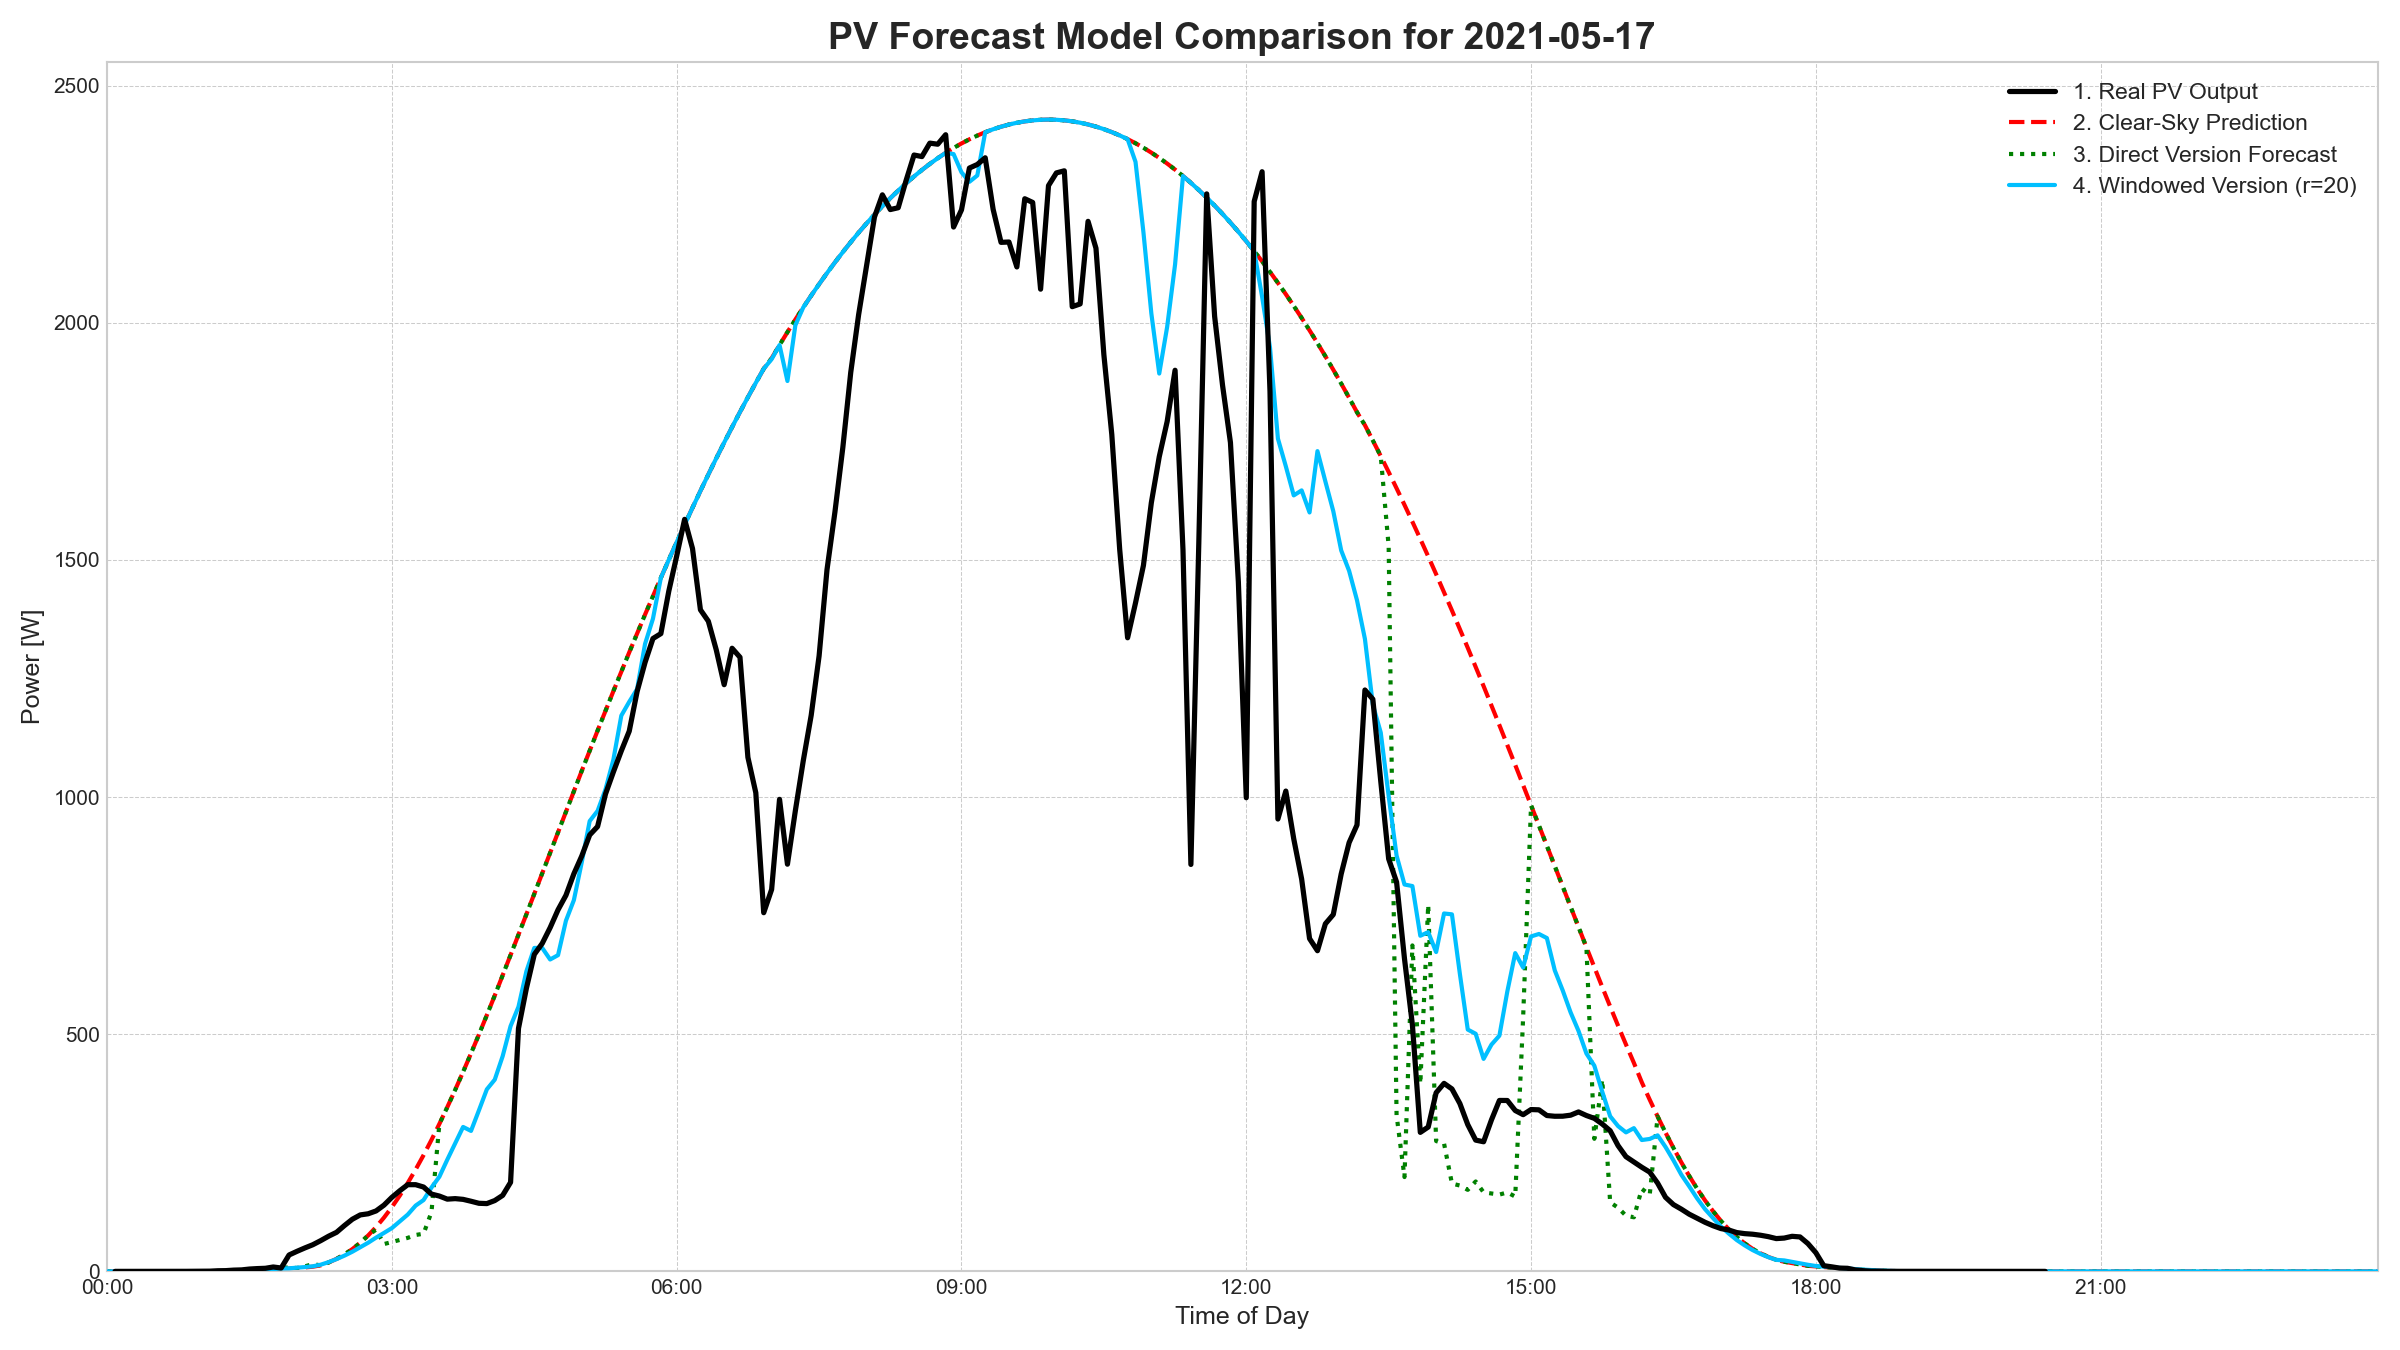 PV Forecast Model Comparison for 2021-05-17
1. Real PV Output
2. Clear-Sky Prediction
3. Direct Version Forecast
4. Windowed Version (r=20)
Power [W]
2500
2000
1500
1000
500
0
00:00 03:00 06:00 09:00 12:00 15:00 18:00 21:00
Time of Day